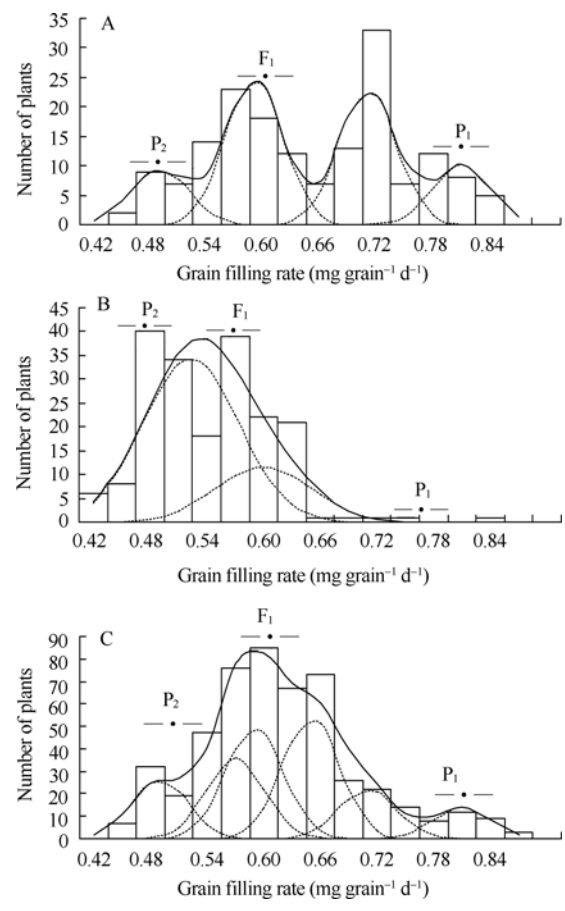 A
Number of plants
35
30
25
20
15
10
5
0
P₂
F₁
P₁
0.42 0.48 0.54 0.60 0.66 0.72 0.78 0.84
Grain filling rate (mg grain⁻¹ d⁻¹)
B
Number of plants
45
40
35
30
25
20
15
10
5
0
P₂
F₁
P₁
0.42 0.48 0.54 0.60 0.66 0.72 0.78 0.84
Grain filling rate (mg grain⁻¹ d⁻¹)
C
Number of plants
90
80
70
60
50
40
30
20
10
0
P₂
F₁
P₁
0.42 0.48 0.54 0.60 0.66 0.72 0.78 0.84
Grain filling rate (mg grain⁻¹ d⁻¹)